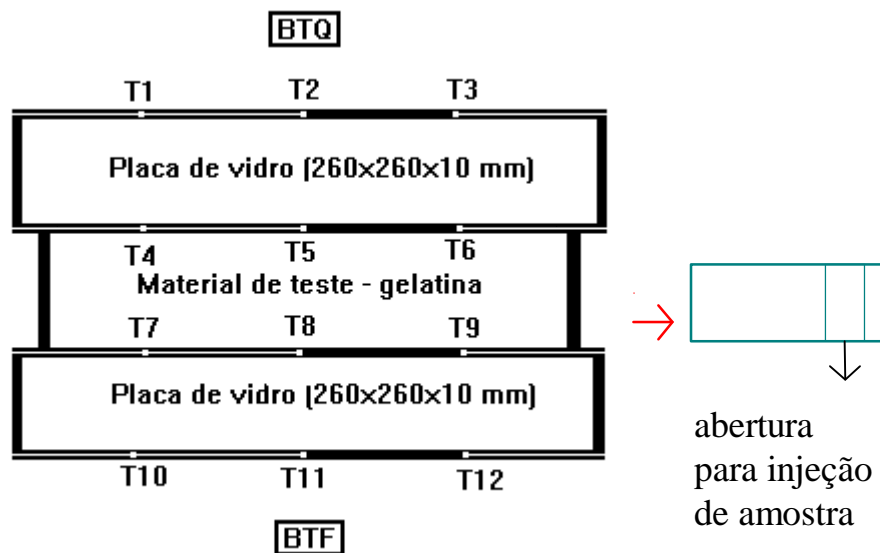 BTQ
T1 T2 T3
Placa de vidro (260x260x10 mm)
T4 T5 T6
Material de teste - gelatina
T7 T8 T9
Placa de vidro (260x260x10 mm)
T10 T11 T12
BTF
abertura
para injeção
de amostra